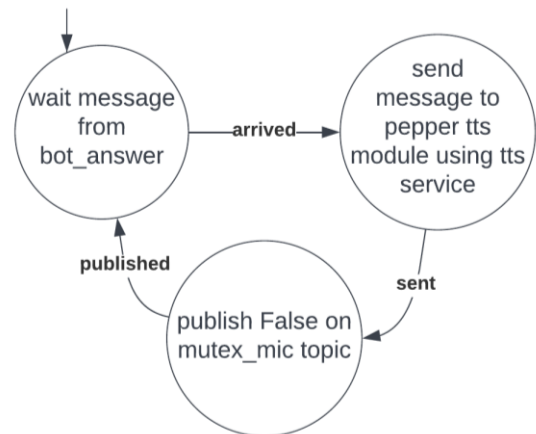 wait message
from
bot_answer
arrived
send
message to
pepper tts
module using tts
service
sent
publish False on
mutex_mic topic
published